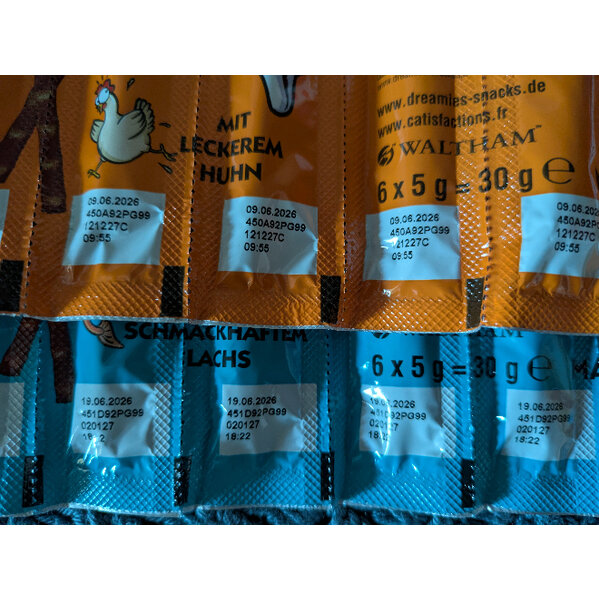 www.dreamies-snacks.de
www.catisfactions.fr
WALTHAM™
MIT
LECKEREM
HUHN
6 x 5 g = 30 g e
09.06.2026
450A92PG99
121227C
09:55
09.06.2026
450A92PG99
121227C
09:55
09.06.2026
450A92PG99
121227C
09:55
09.06.2026
450A92PG99
121227C
09:55
SCHMACKHAFTEM
LACHS
WALTHAM
6 x 5 g = 30 g e
19.06.2026
451D92PG99
020127
18:22
19.06.2026
451D92PG99
020127
18:22
19.06.2026
451D92PG99
020127
18:22
19.06.2026
451D92PG99
020127
18:22